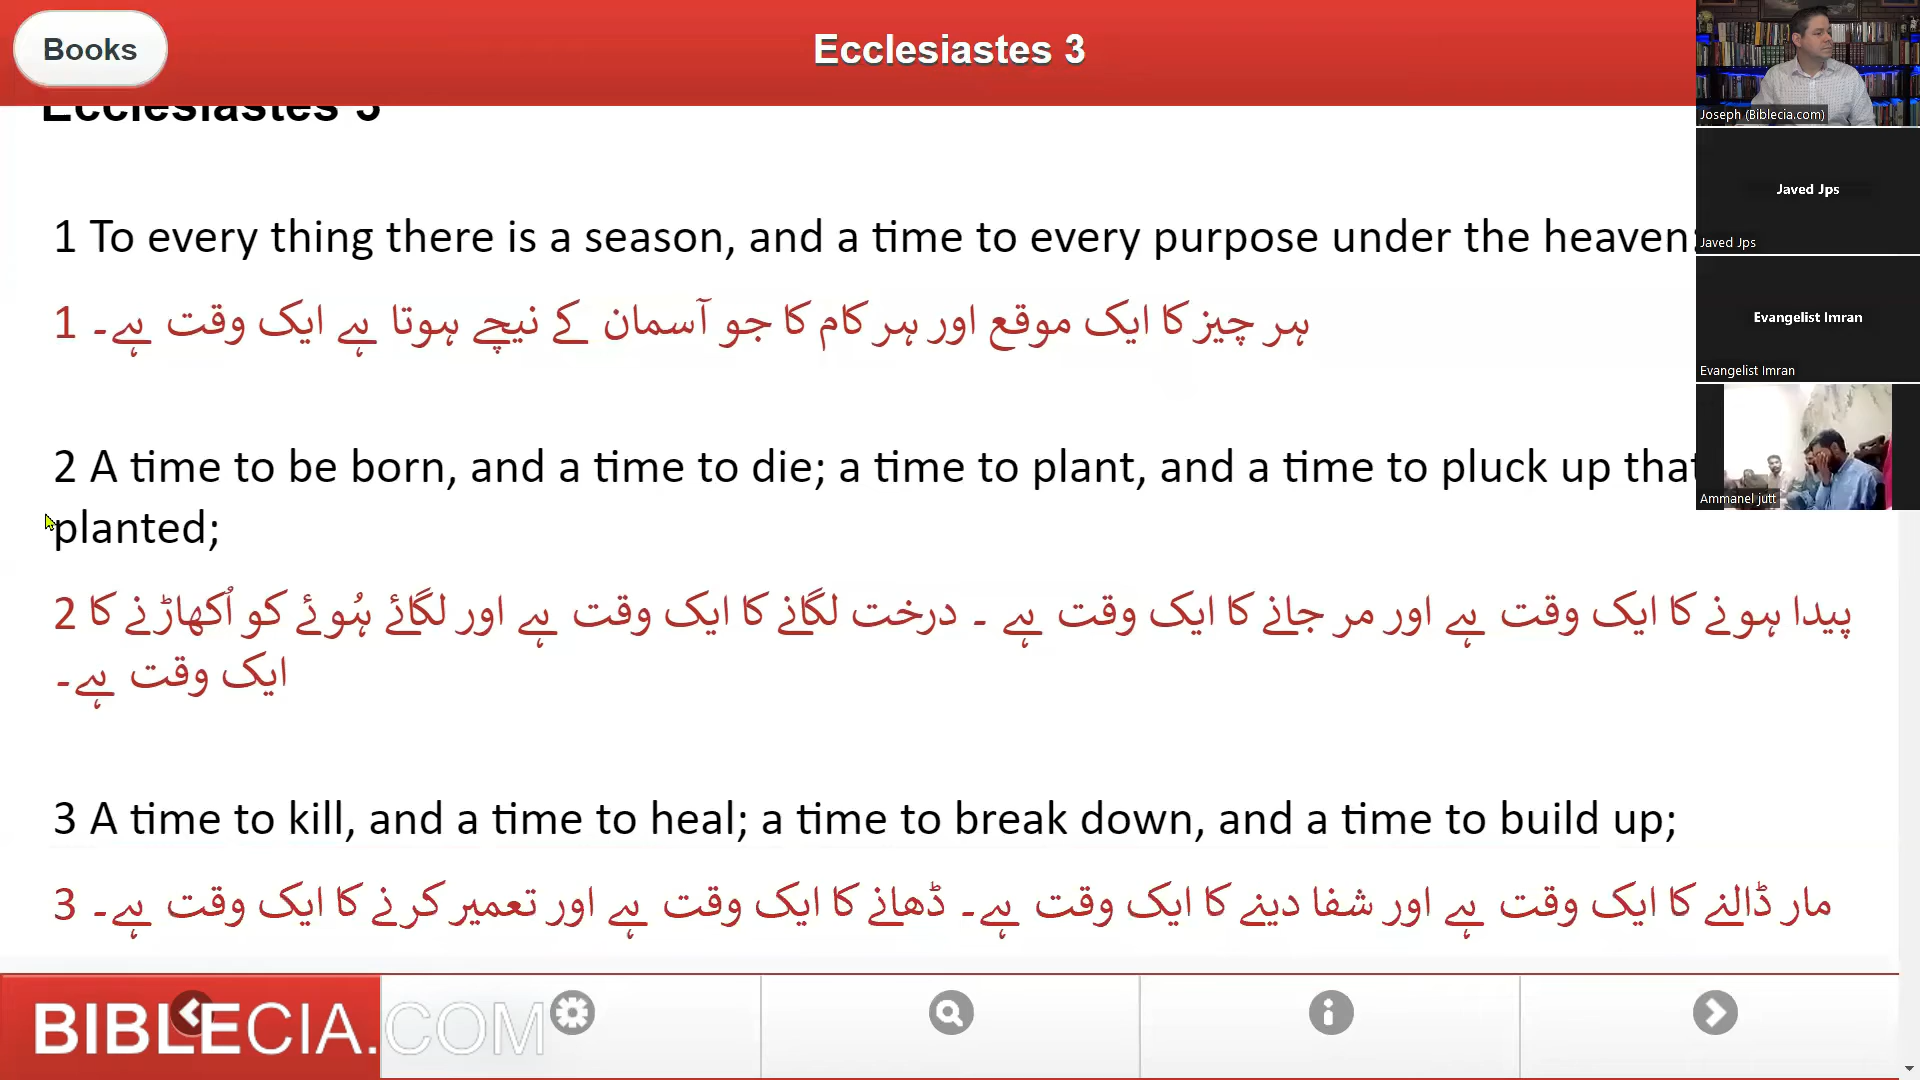 Books
Ecclesiastes 3
Ecclesiastes 3
1 To every thing there is a season, and a time to every purpose under the heaven:
1 ہر چیز کا ایک موقع اور ہر کام کا جو آسمان کے نیچے ہوتا ہے ایک وقت ہے۔
2 A time to be born, and a time to die; a time to plant, and a time to pluck up that
planted;
2 پیدا ہونے کا ایک وقت ہے اور مر جانے کا ایک وقت ہے ۔ درخت لگانے کا ایک وقت ہے اور لگائے ہُوئے کو اُکھاڑنے کا
ایک وقت ہے۔
3 A time to kill, and a time to heal; a time to break down, and a time to build up;
3 مار ڈالنے کا ایک وقت ہے اور شفا دینے کا ایک وقت ہے۔ ڈھانے کا ایک وقت ہے اور تعمیر کرنے کا ایک وقت ہے۔
BIBLECIA.COM
Joseph (Biblecia.com)
Javed Jps
Javed Jps
Evangelist Imran
Evangelist Imran
Ammanel jutt